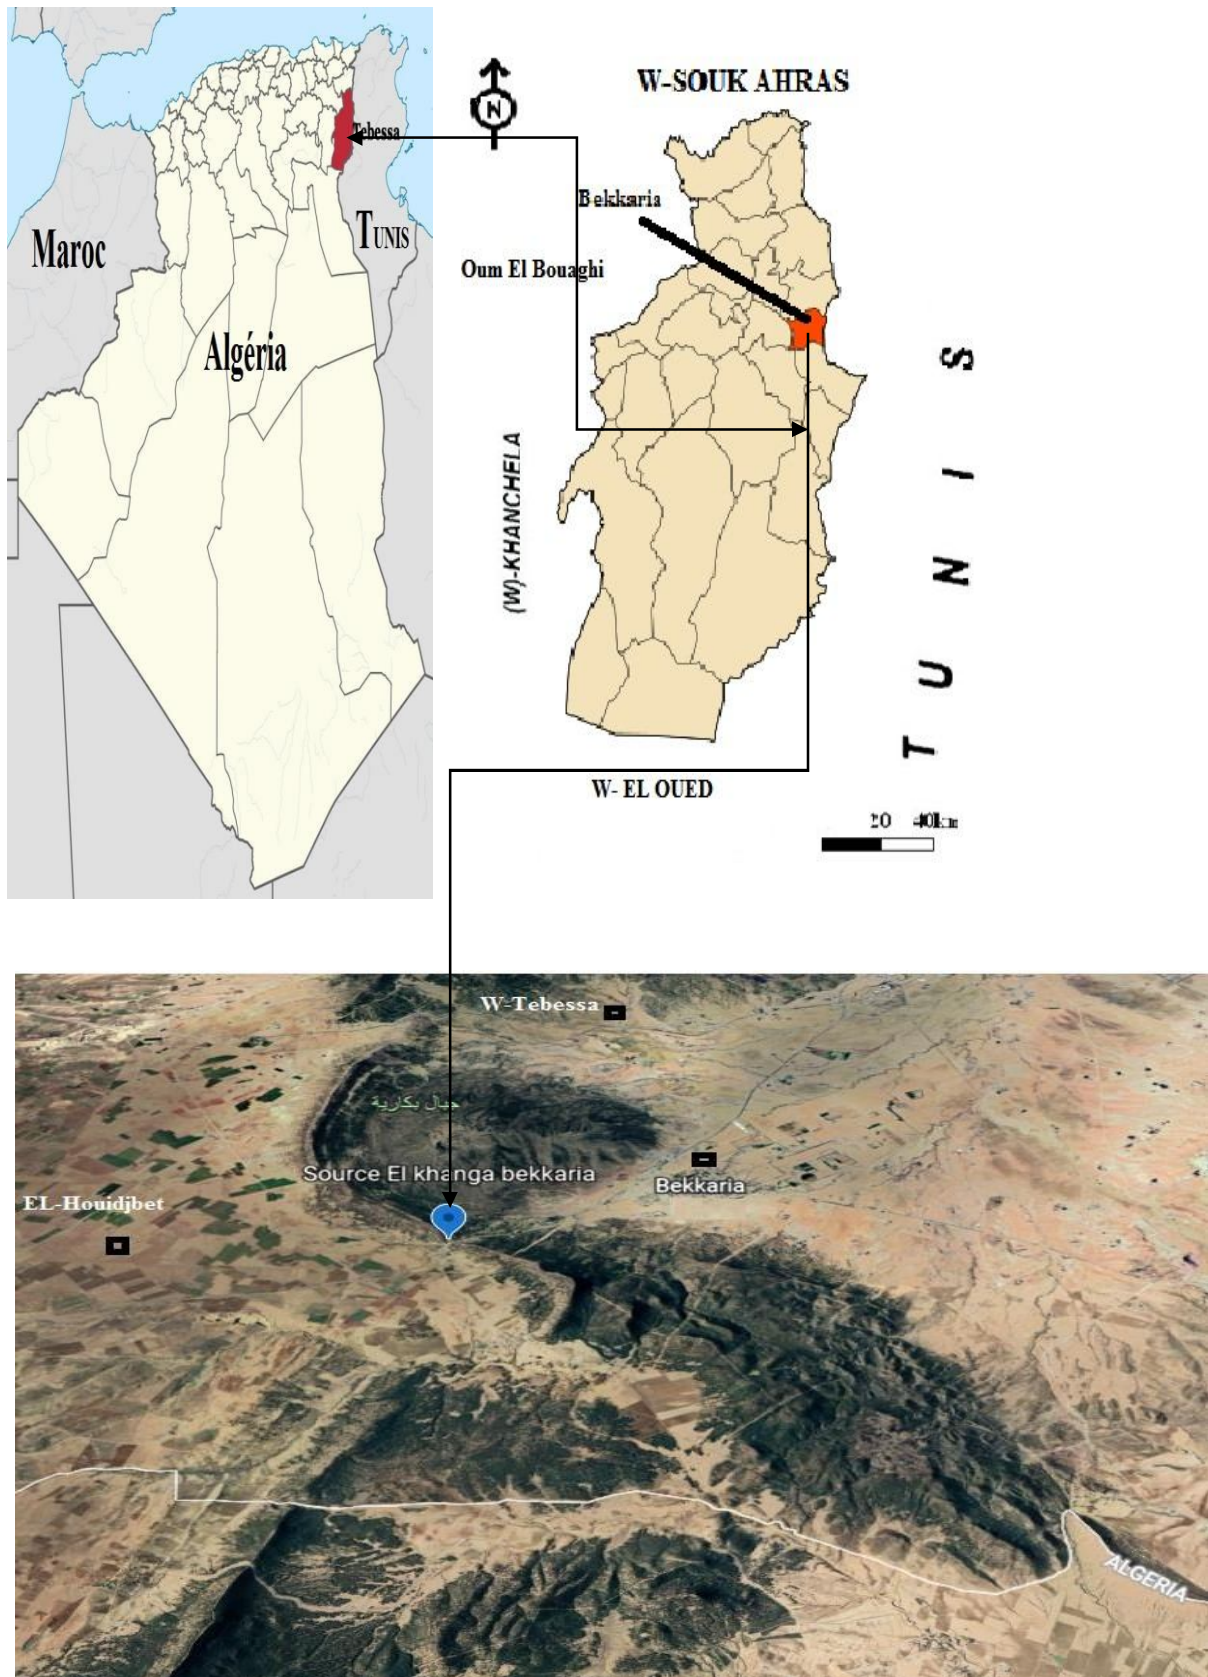 Tebessa
Maroc
TUNIS
Algéria
N
W-SOUK AHRAS
Bekkaria
Oum El Bouaghi
(W)-KHANCHELA
TUNIS
W- EL OUED
20 40km
W-Tebessa
جبال بكارية
Source El khanga bekkaria
Bekkaria
EL-Houidjbet
ALGERIA